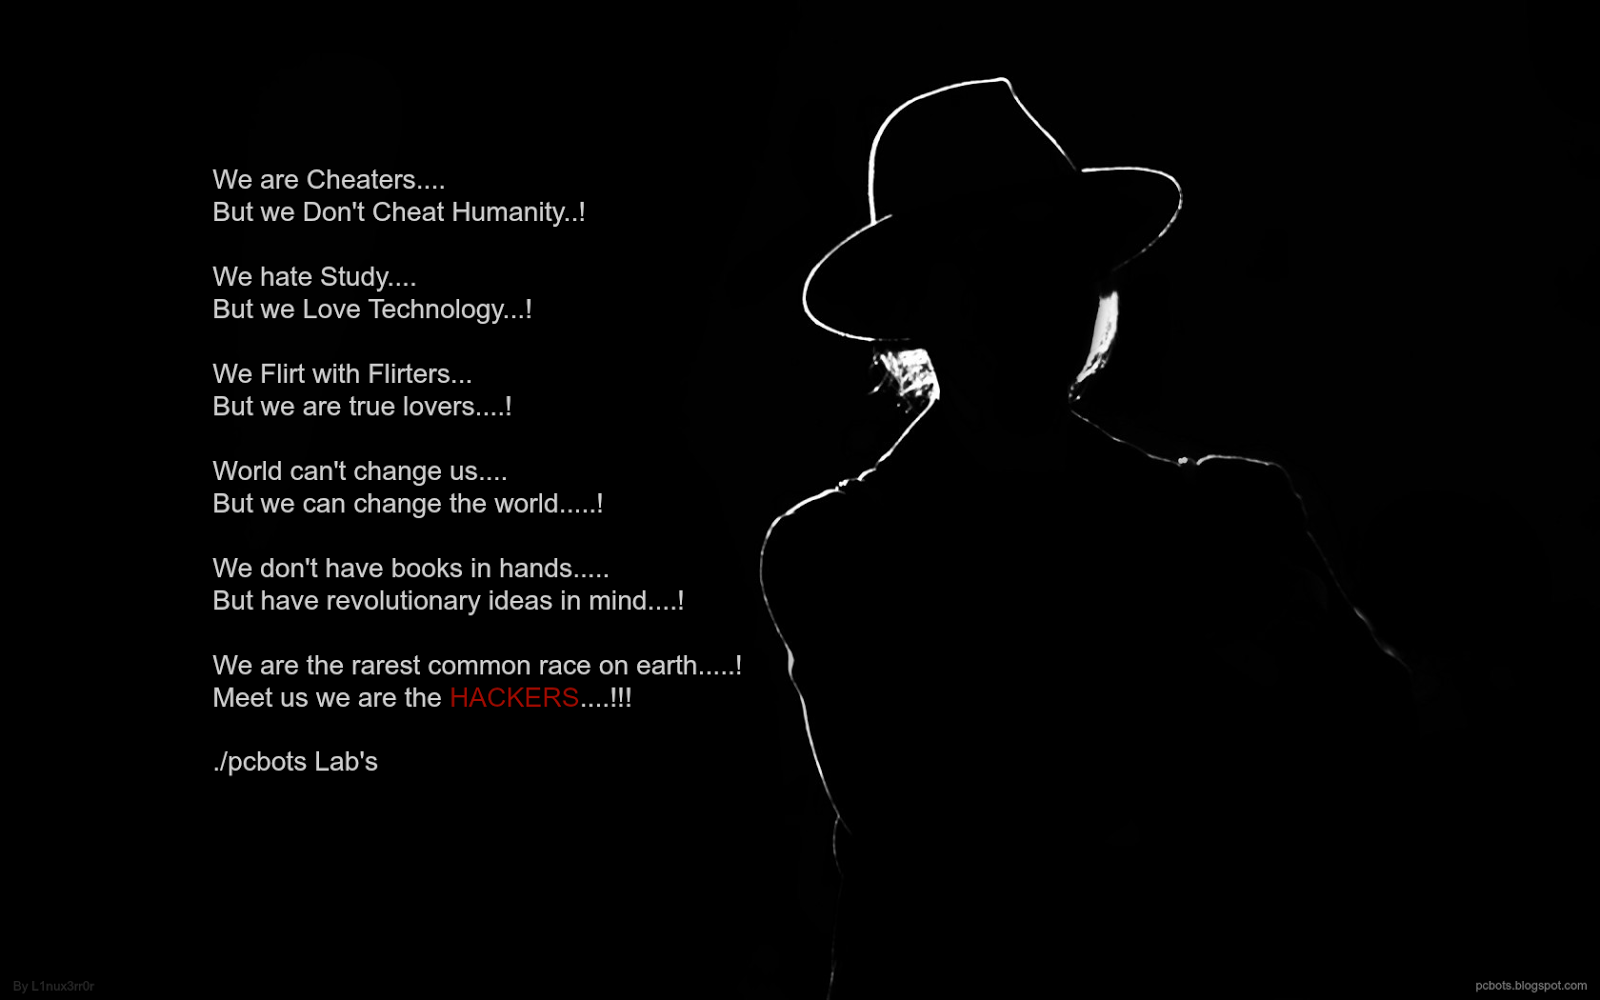 We are Cheaters....
But we Don't Cheat Humanity..!
We hate Study....
But we Love Technology...!
We Flirt with Flirters...
But we are true lovers....!
World can't change us....
But we can change the world.....!
We don't have books in hands.....
But have revolutionary ideas in mind....!
We are the rarest common race on earth.....!
Meet us we are the HACKERS....!!!
./pcbots Lab's
By L1nux3rr0r
pcbots.blogspot.com